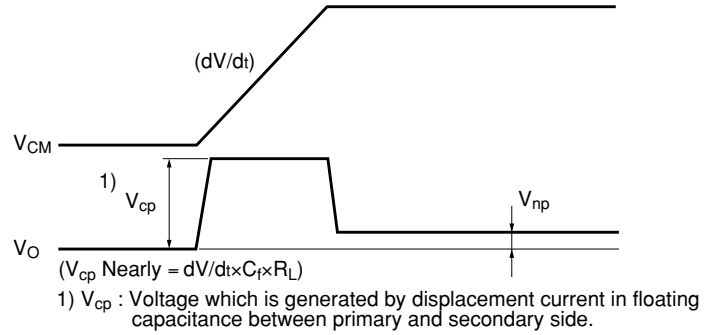 (dV/dt)
V_CM
1)
V_cp
V_np
V_O
(V_cp Nearly = dV/dt×C_f×R_L)
1) V_cp : Voltage which is generated by displacement current in floating
capacitance between primary and secondary side.